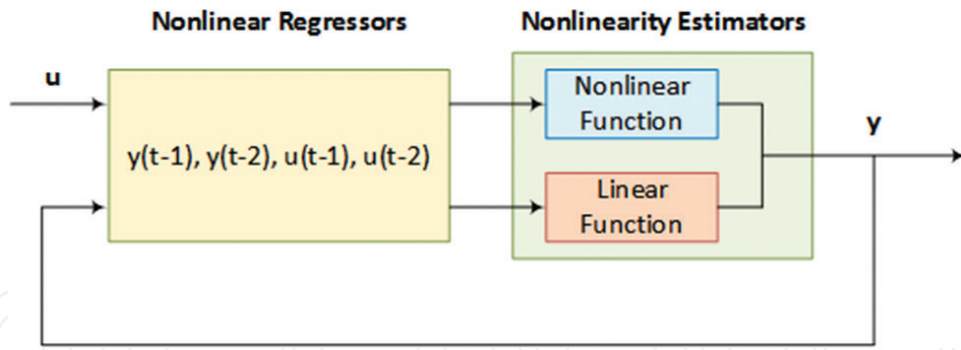 Nonlinear Regressors
Nonlinearity Estimators
u
y(t-1), y(t-2), u(t-1), u(t-2)
Nonlinear
Function
Linear
Function
y